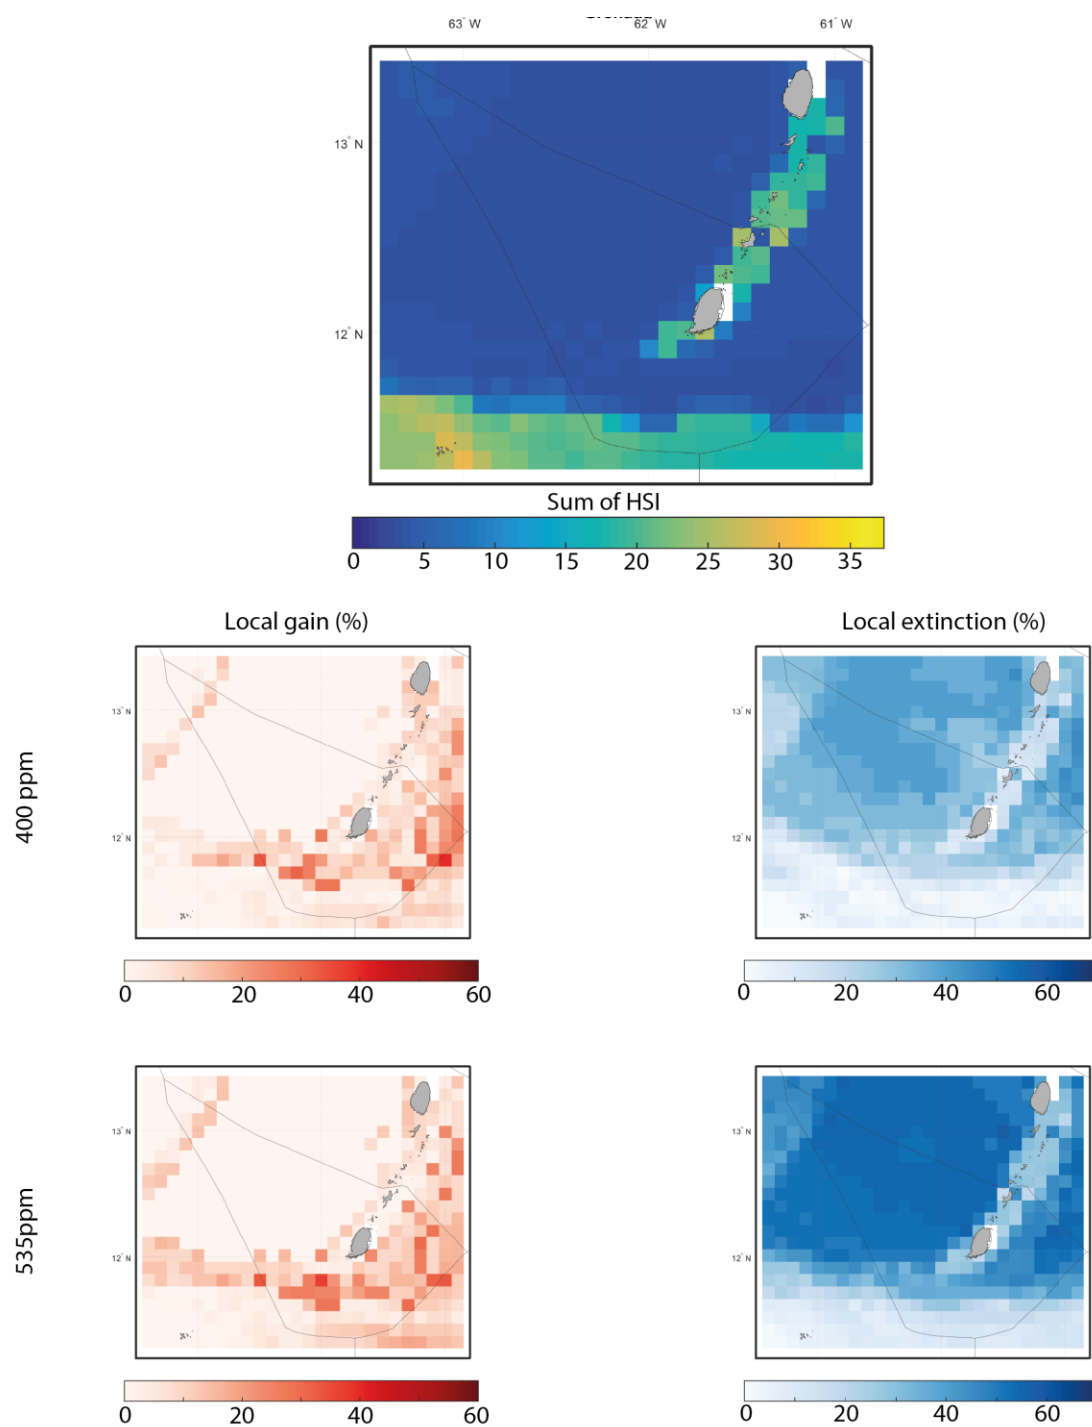 63° W 62° W 61° W
13° N
12° N
Sum of HSI
0 5 10 15 20 25 30 35
Local gain (%) Local extinction (%)
400 ppm
13° N 13° N
12° N 12° N
0 20 40 60 0 20 40 60
535ppm
13° N 13° N
12° N 12° N
0 20 40 60 0 20 40 60